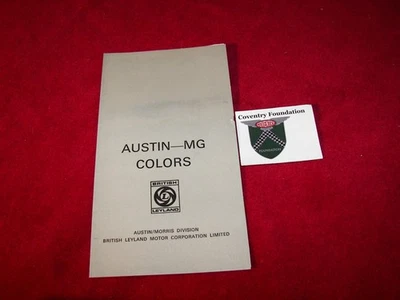 AUSTIN—MG
COLORS
BRITISH
LEYLAND
AUSTIN/MORRIS DIVISION
BRITISH LEYLAND MOTOR CORPORATION LIMITED
Coventry Foundation